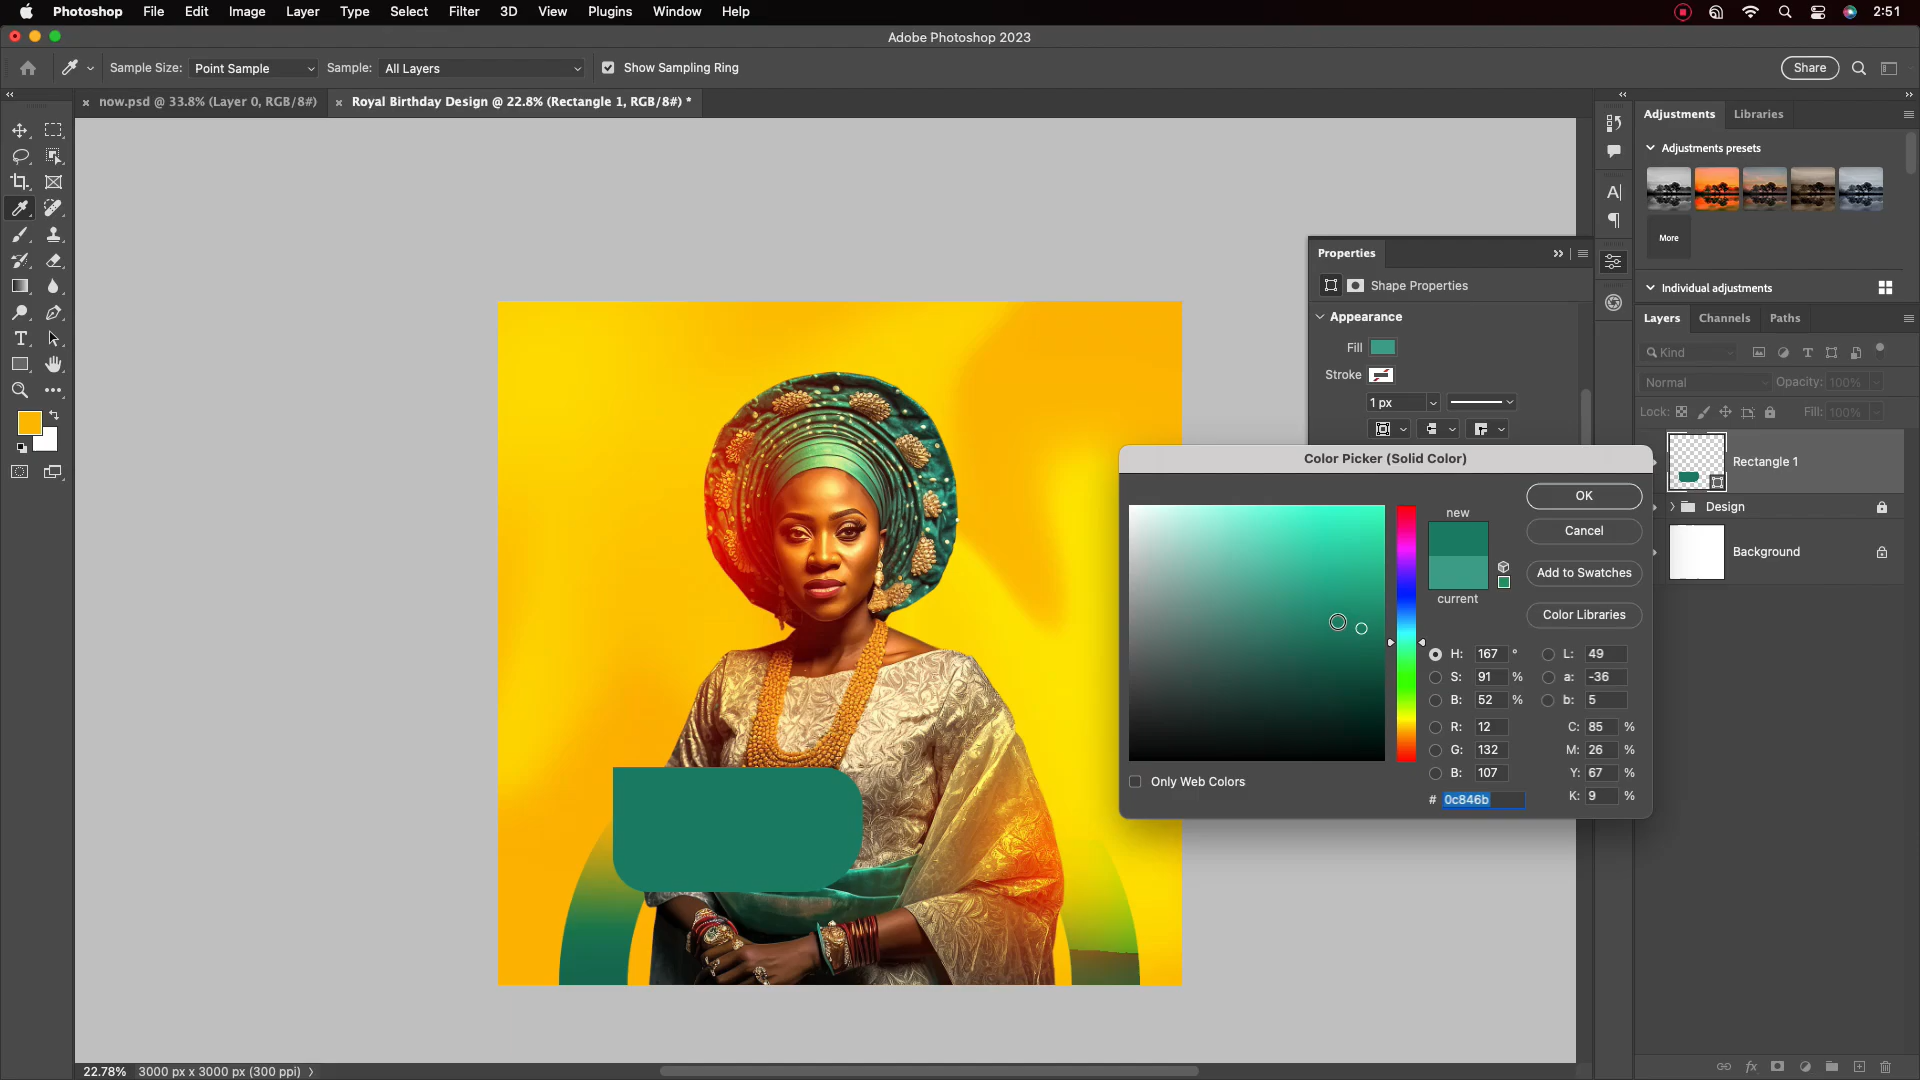 Photoshop File Edit Image Layer Type Select Filter 3D View Plugins Window Help 2:51
Adobe Photoshop 2023
Sample Size: Point Sample Sample: All Layers Show Sampling Ring Share
now.psd @ 33.8% (Layer 0, RGB/8#) Royal Birthday Design @ 22.8% (Rectangle 1, RGB/8#) *
Adjustments Libraries
Adjustments presets
More
Individual adjustments
Properties
Shape Properties
Appearance
Fill
Stroke
1 px
Layers Channels Paths
Kind
Normal Opacity: 100%
Lock: Fill: 100%
Rectangle 1
Design
Background
Color Picker (Solid Color)
new
current
OK
Cancel
Add to Swatches
Color Libraries
H: 167 ° L: 49
S: 91 % a: -36
B: 52 % b: 5
R: 12 C: 85 %
G: 132 M: 26 %
B: 107 Y: 67 %
# 0c846b K: 9 %
Only Web Colors
22.78% 3000 px x 3000 px (300 ppi)